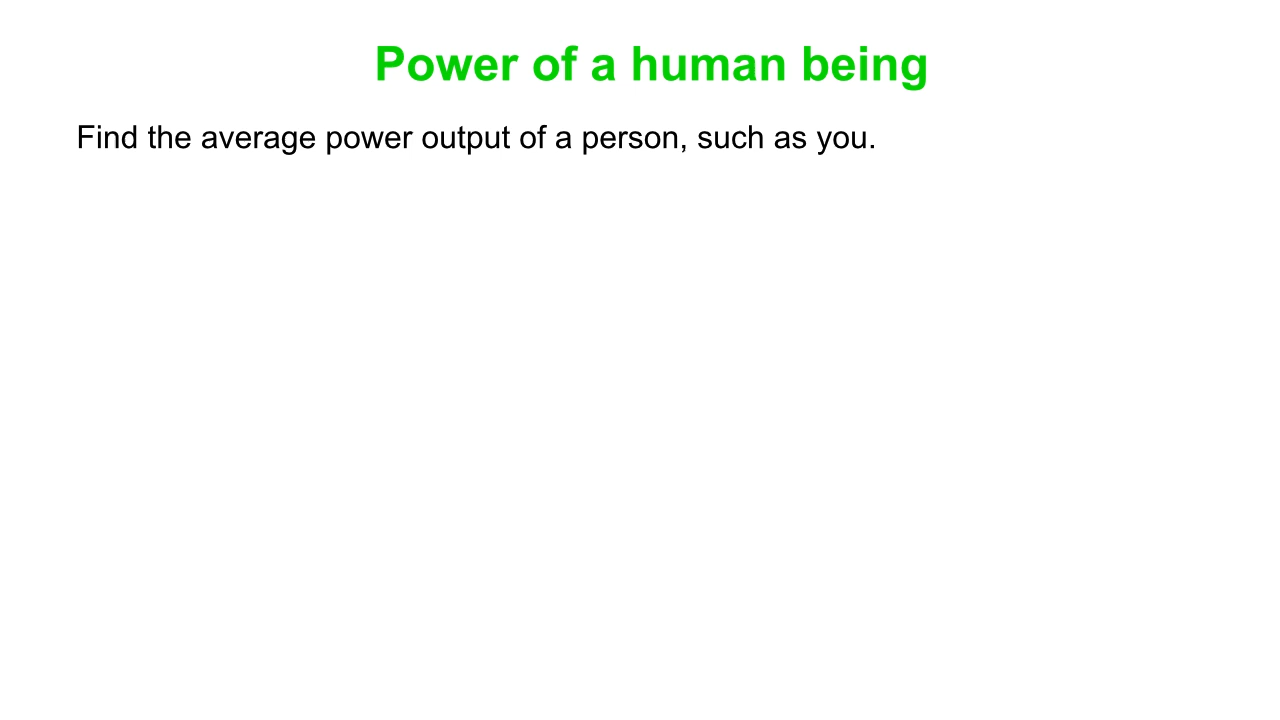 Power of a human being
Find the average power output of a person, such as you.